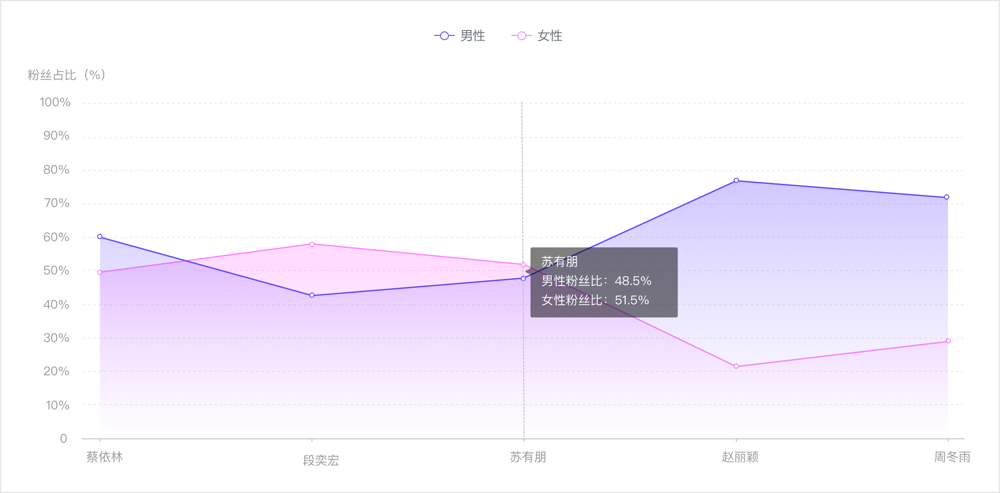 男性 女性
粉丝占比（%）
100%
90%
80%
70%
60%
50%
40%
30%
20%
10%
0
苏有朋
男性粉丝比：48.5%
女性粉丝比：51.5%
蔡依林 段奕宏 苏有朋 赵丽颖 周冬雨